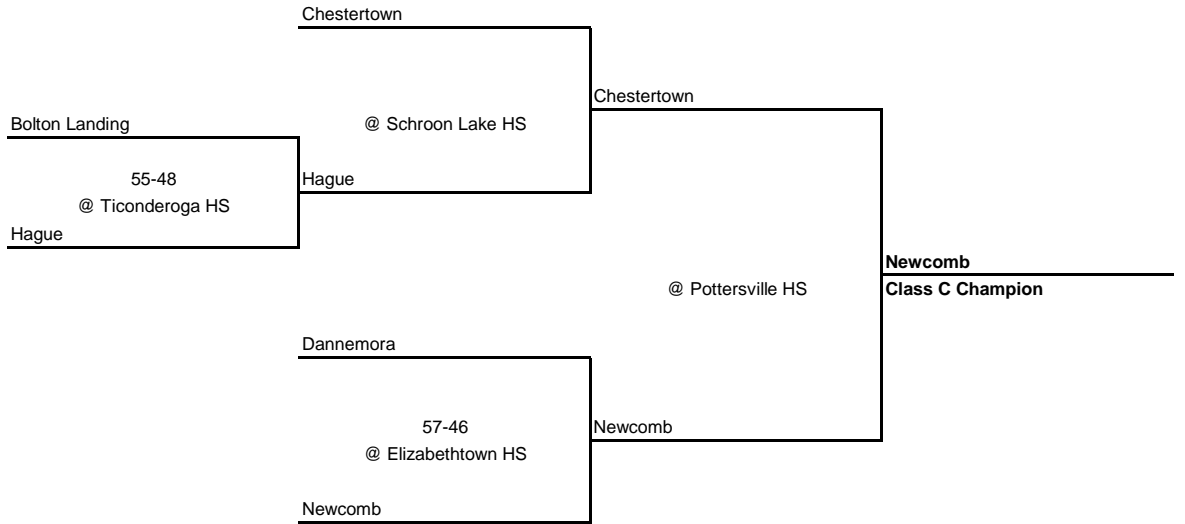 Chestertown
Chestertown
Bolton Landing
@ Schroon Lake HS
55-48
Hague
@ Ticonderoga HS
Hague
Newcomb
@ Pottersville HS
Class C Champion
Dannemora
57-46
Newcomb
@ Elizabethtown HS
Newcomb